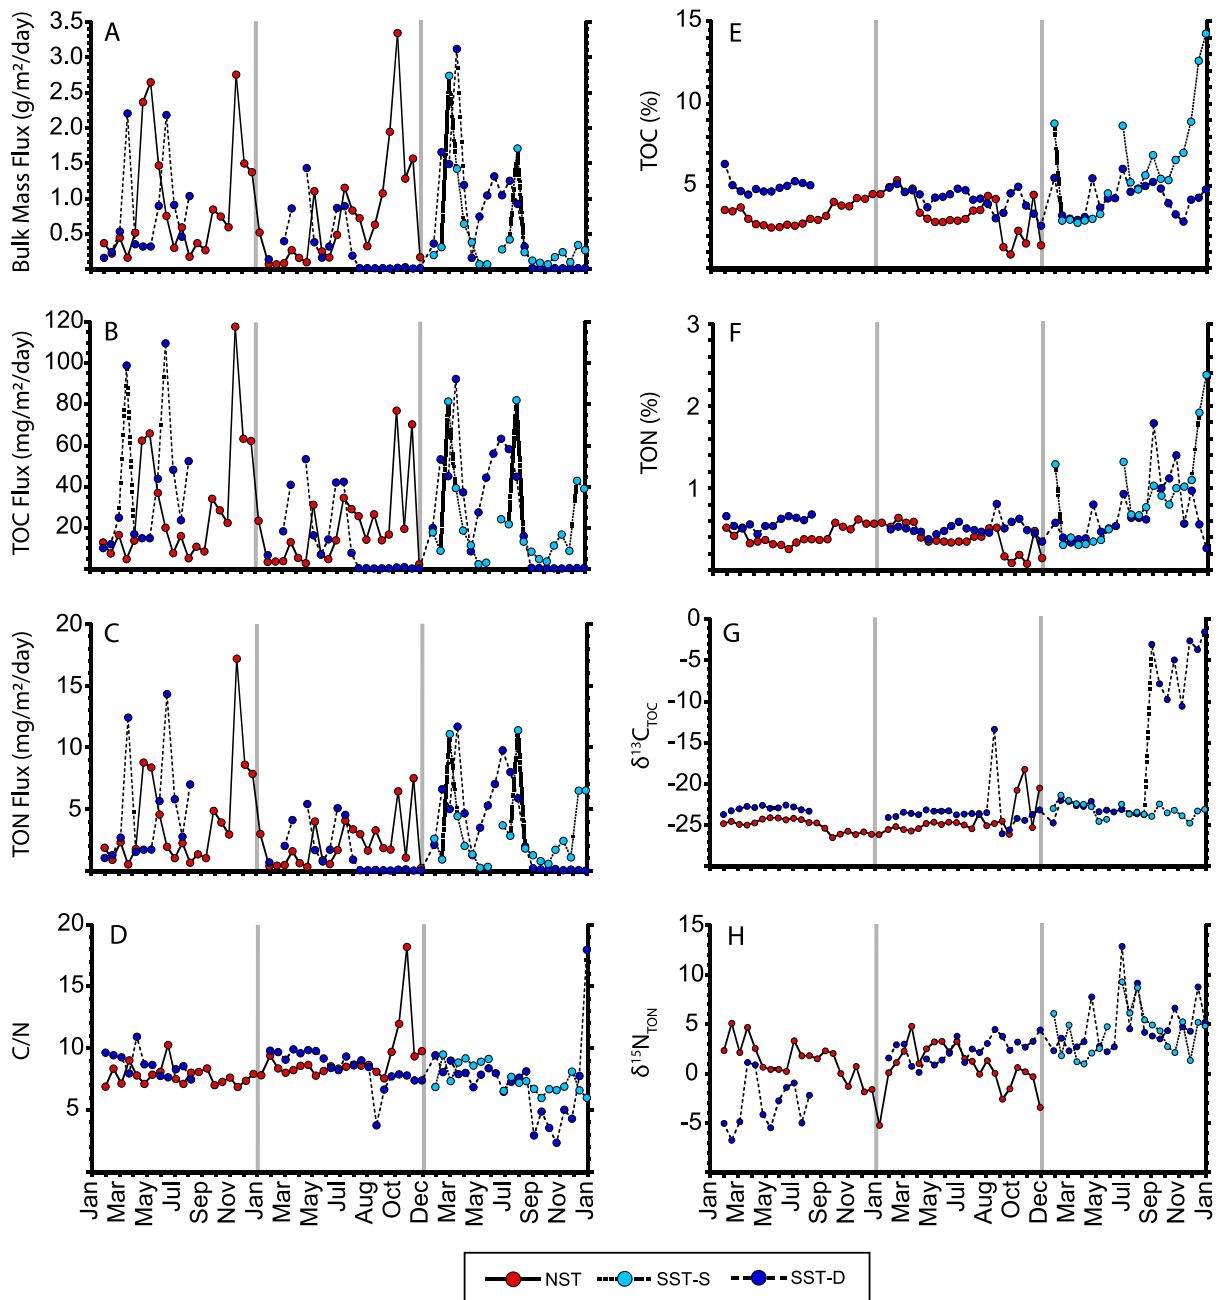 A
Bulk Mass Flux (g/m²/day)
3.5
3.0
2.5
2.0
1.5
1.0
0.5
B
TOC Flux (mg/m²/day)
120
100
80
60
40
20
C
TON Flux (mg/m²/day)
20
15
10
5
D
C/N
20
15
10
5
Jan
Mar
May
Jul
Sep
Nov
Jan
Mar
May
Jul
Aug
Oct
Dec
Mar
May
Jul
Sep
Nov
Jan
E
TOC (%)
15
10
5
F
TON (%)
3
2
1
G
δ¹³C TOC
0
-5
-10
-15
-20
-25
H
δ¹⁵N TON
15
10
5
0
-5
-10
Jan
Mar
May
Jul
Sep
Nov
Jan
Mar
May
Jul
Aug
Oct
Dec
Mar
May
Jul
Sep
Nov
Jan
NST SST-S SST-D